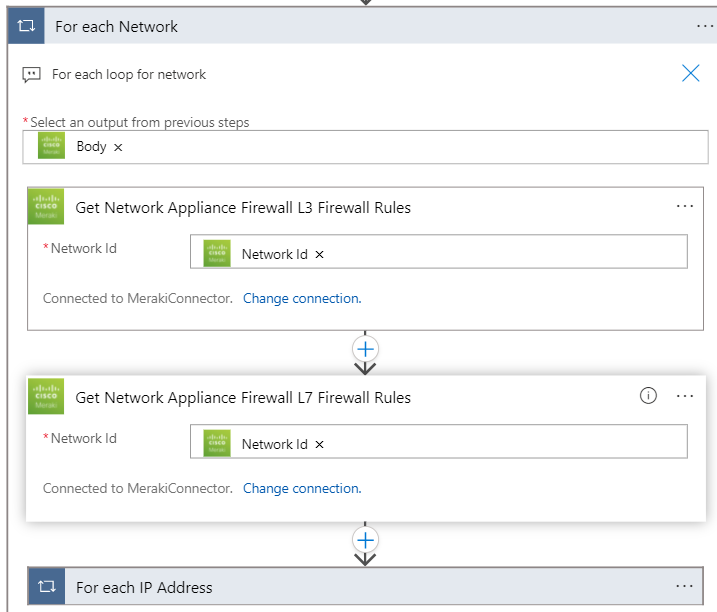 For each Network
For each loop for network
*Select an output from previous steps
CISCO
Body ×
CISCO
Meraki
Get Network Appliance Firewall L3 Firewall Rules
*Network Id
CISCO
Network Id ×
Connected to MerakiConnector. Change connection.
CISCO
Meraki
Get Network Appliance Firewall L7 Firewall Rules
*Network Id
CISCO
Network Id ×
Connected to MerakiConnector. Change connection.
For each IP Address